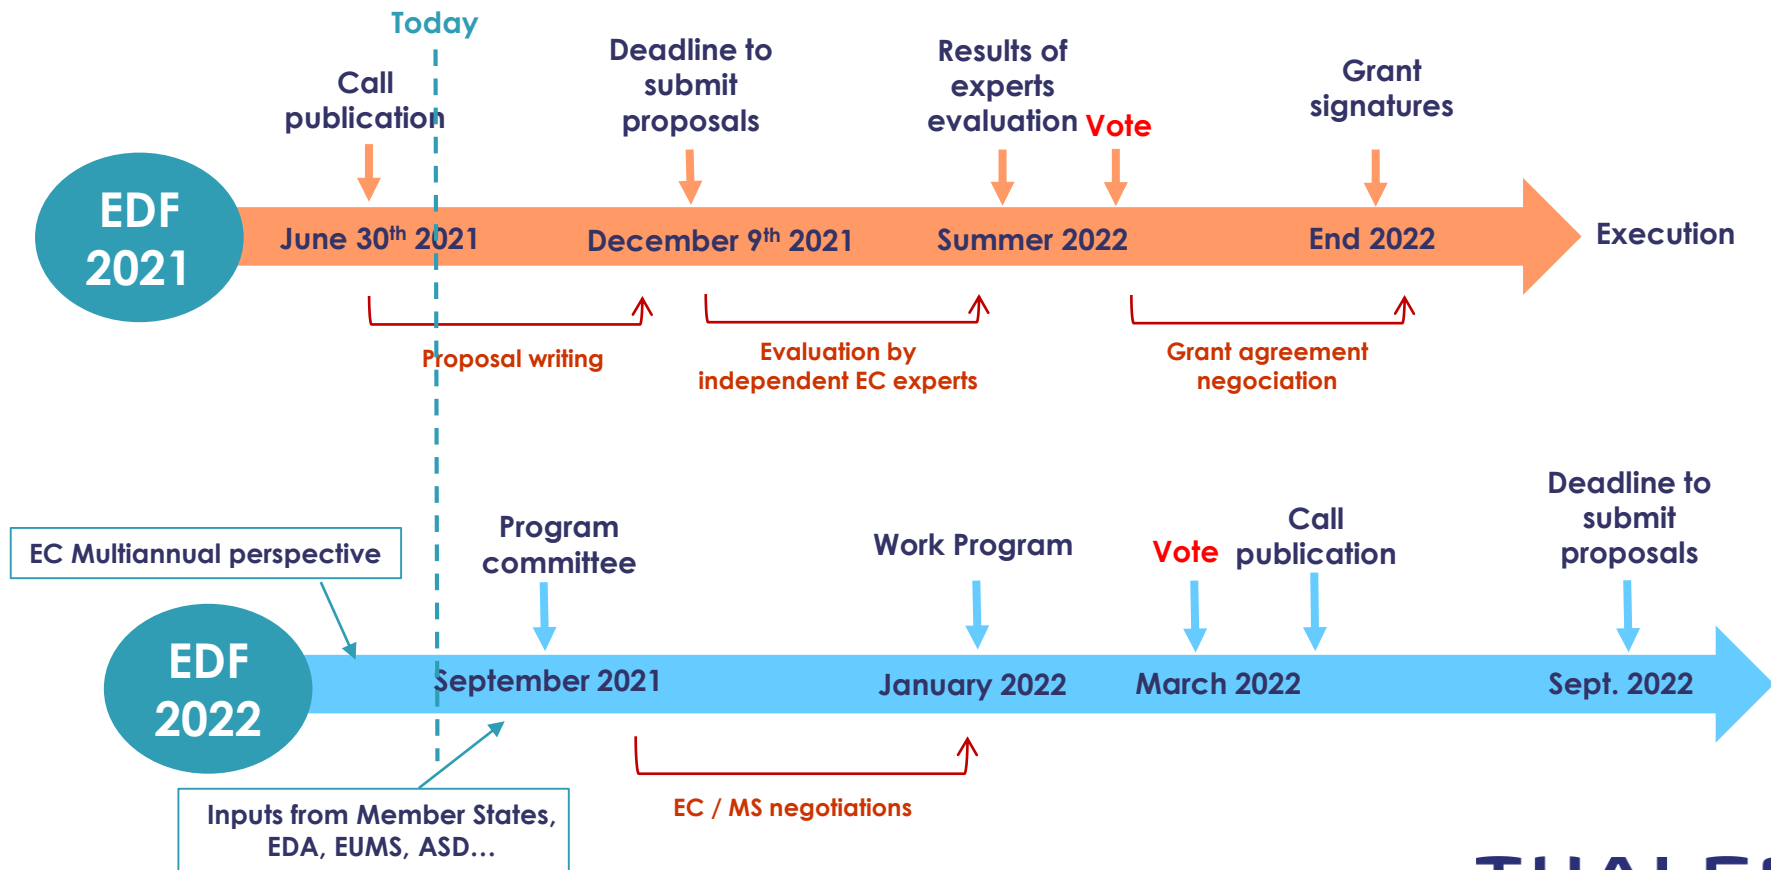 Today
Call
publication
Deadline to
submit
proposals
Results of
experts
evaluation
Vote
Grant
signatures
EDF
2021
June 30th 2021
December 9th 2021
Summer 2022
End 2022
Execution
Proposal writing
Evaluation by
independent EC experts
Grant agreement
negociation
EC Multiannual perspective
Program
committee
Work Program
Vote
Call
publication
Deadline to
submit
proposals
EDF
2022
September 2021
January 2022
March 2022
Sept. 2022
Inputs from Member States,
EDA, EUMS, ASD...
EC / MS negotiations